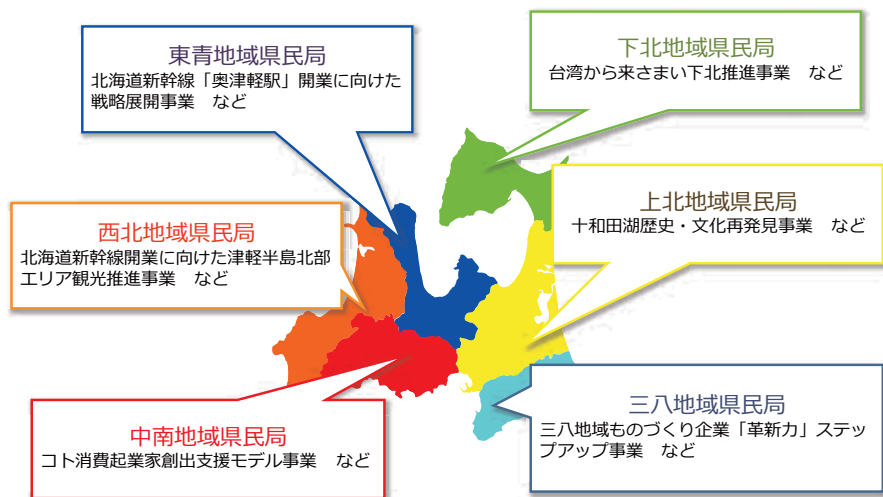 東青地域県民局
北海道新幹線「奥津軽駅」開業に向けた
戦略展開事業　など
下北地域県民局
台湾から来さまい下北推進事業　など
西北地域県民局
北海道新幹線開業に向けた津軽半島北部
エリア観光推進事業　など
上北地域県民局
十和田湖歴史・文化再発見事業　など
中南地域県民局
コト消費起業家創出支援モデル事業　など
三八地域県民局
三八地域ものづくり企業「革新力」ステッ
プアップ事業　など